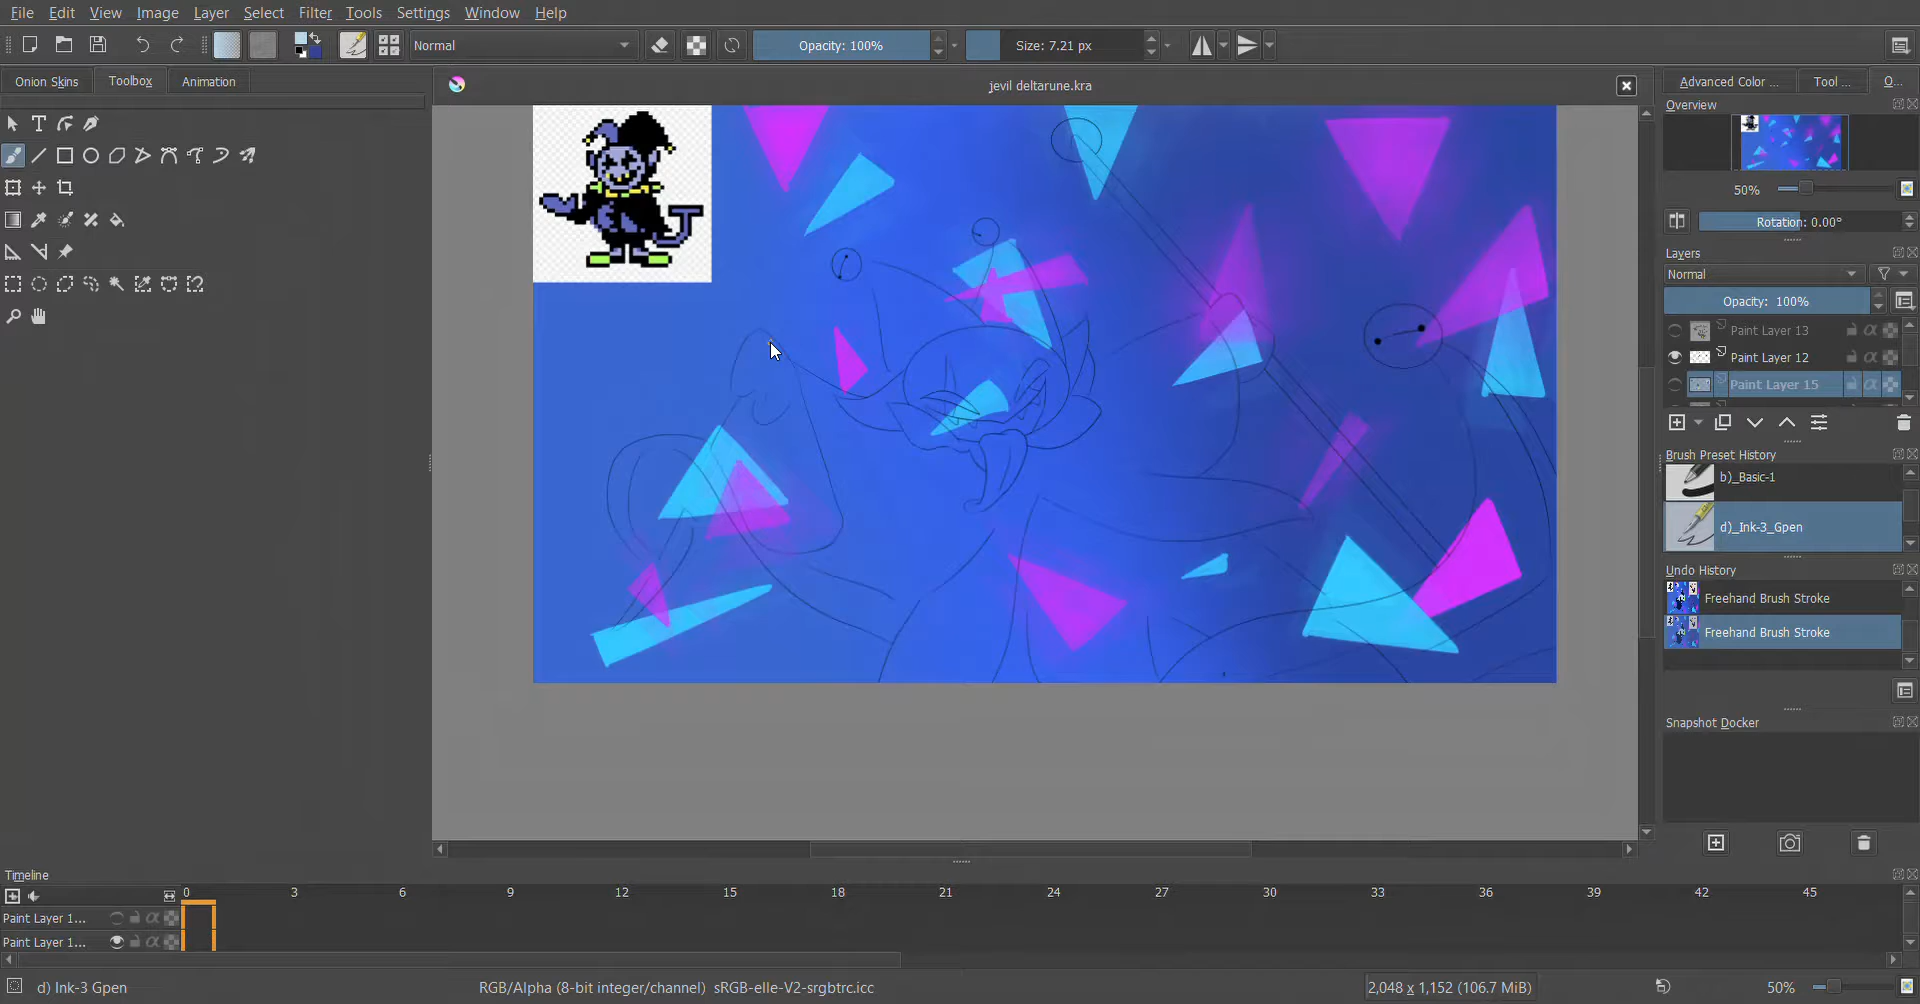 File Edit View Image Layer Select Filter Tools Settings Window Help
Normal Opacity: 100% Size: 7.21 px
Onion Skins Toolbox Animation
jevil deltarune.kra
Advanced Color ... Tool ... O...
Overview
50%
Rotation: 0.00°
Layers
Normal
Opacity: 100%
Paint Layer 13
Paint Layer 12
Paint Layer 15
Brush Preset History
b)_Basic-1
d)_Ink-3_Gpen
Undo History
Freehand Brush Stroke
Freehand Brush Stroke
Snapshot Docker
Timeline
0 3 6 9 12 15 18 21 24 27 30 33 36 39 42 45
Paint Layer 1...
Paint Layer 1...
d) Ink-3 Gpen RGB/Alpha (8-bit integer/channel) sRGB-elle-V2-srgbtrc.icc 2,048 x 1,152 (106.7 MiB) 50%